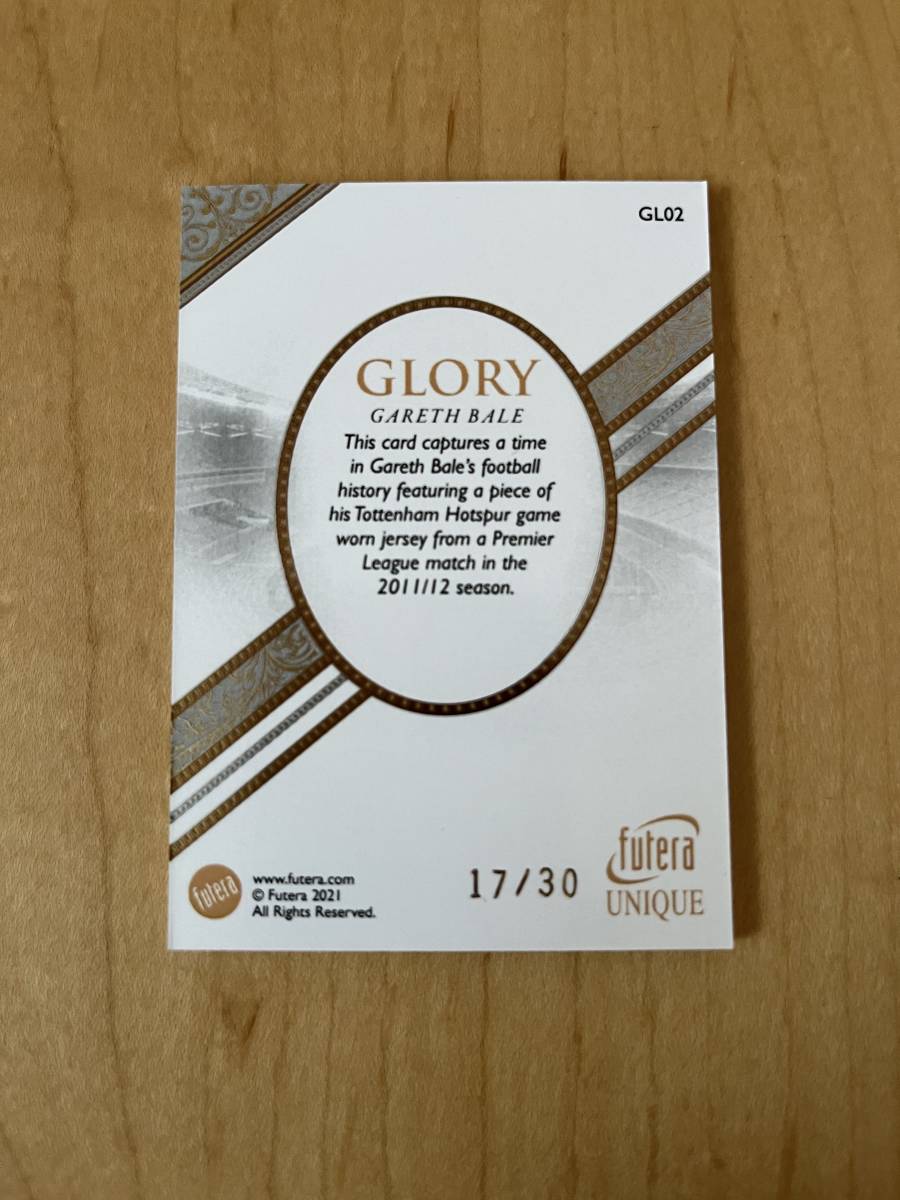 GL02
GLORY
GARETH BALE
This card captures a time
in Gareth Bale's football
history featuring a piece of
his Tottenham Hotspur game
worn jersey from a Premier
League match in the
2011/12 season.
futera
www.futera.com
© Futera 2021
All Rights Reserved.
17/30
futera
UNIQUE